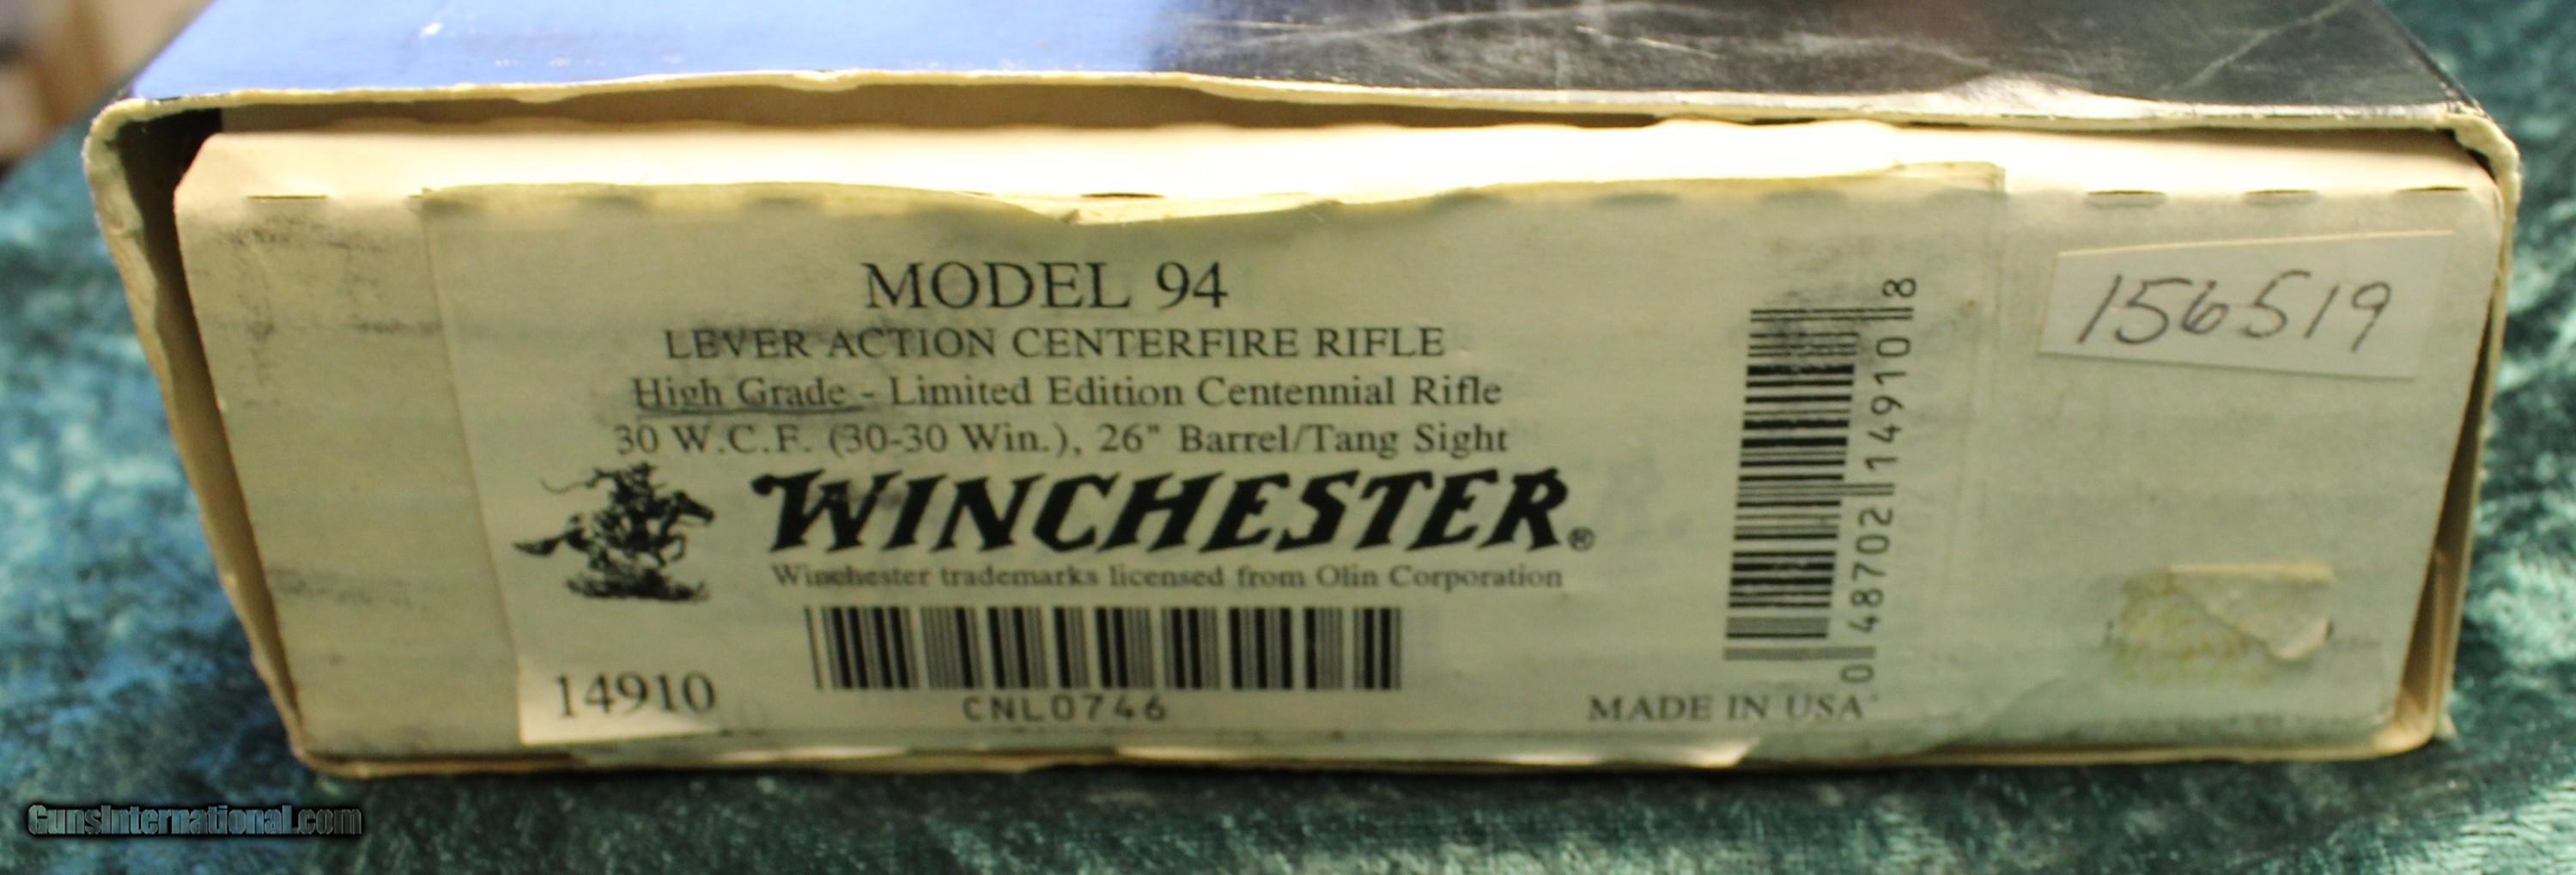 MODEL 94
LEVER ACTION CENTERFIRE RIFLE
High Grade - Limited Edition Centennial Rifle
30 W.C.F. (30-30 Win.), 26" Barrel/Tang Sight
WINCHESTER®
Winchester trademarks licensed from Olin Corporation
14910
CNL0746
MADE IN USA
0 48702 14910 8
156519
GunsInternational.com